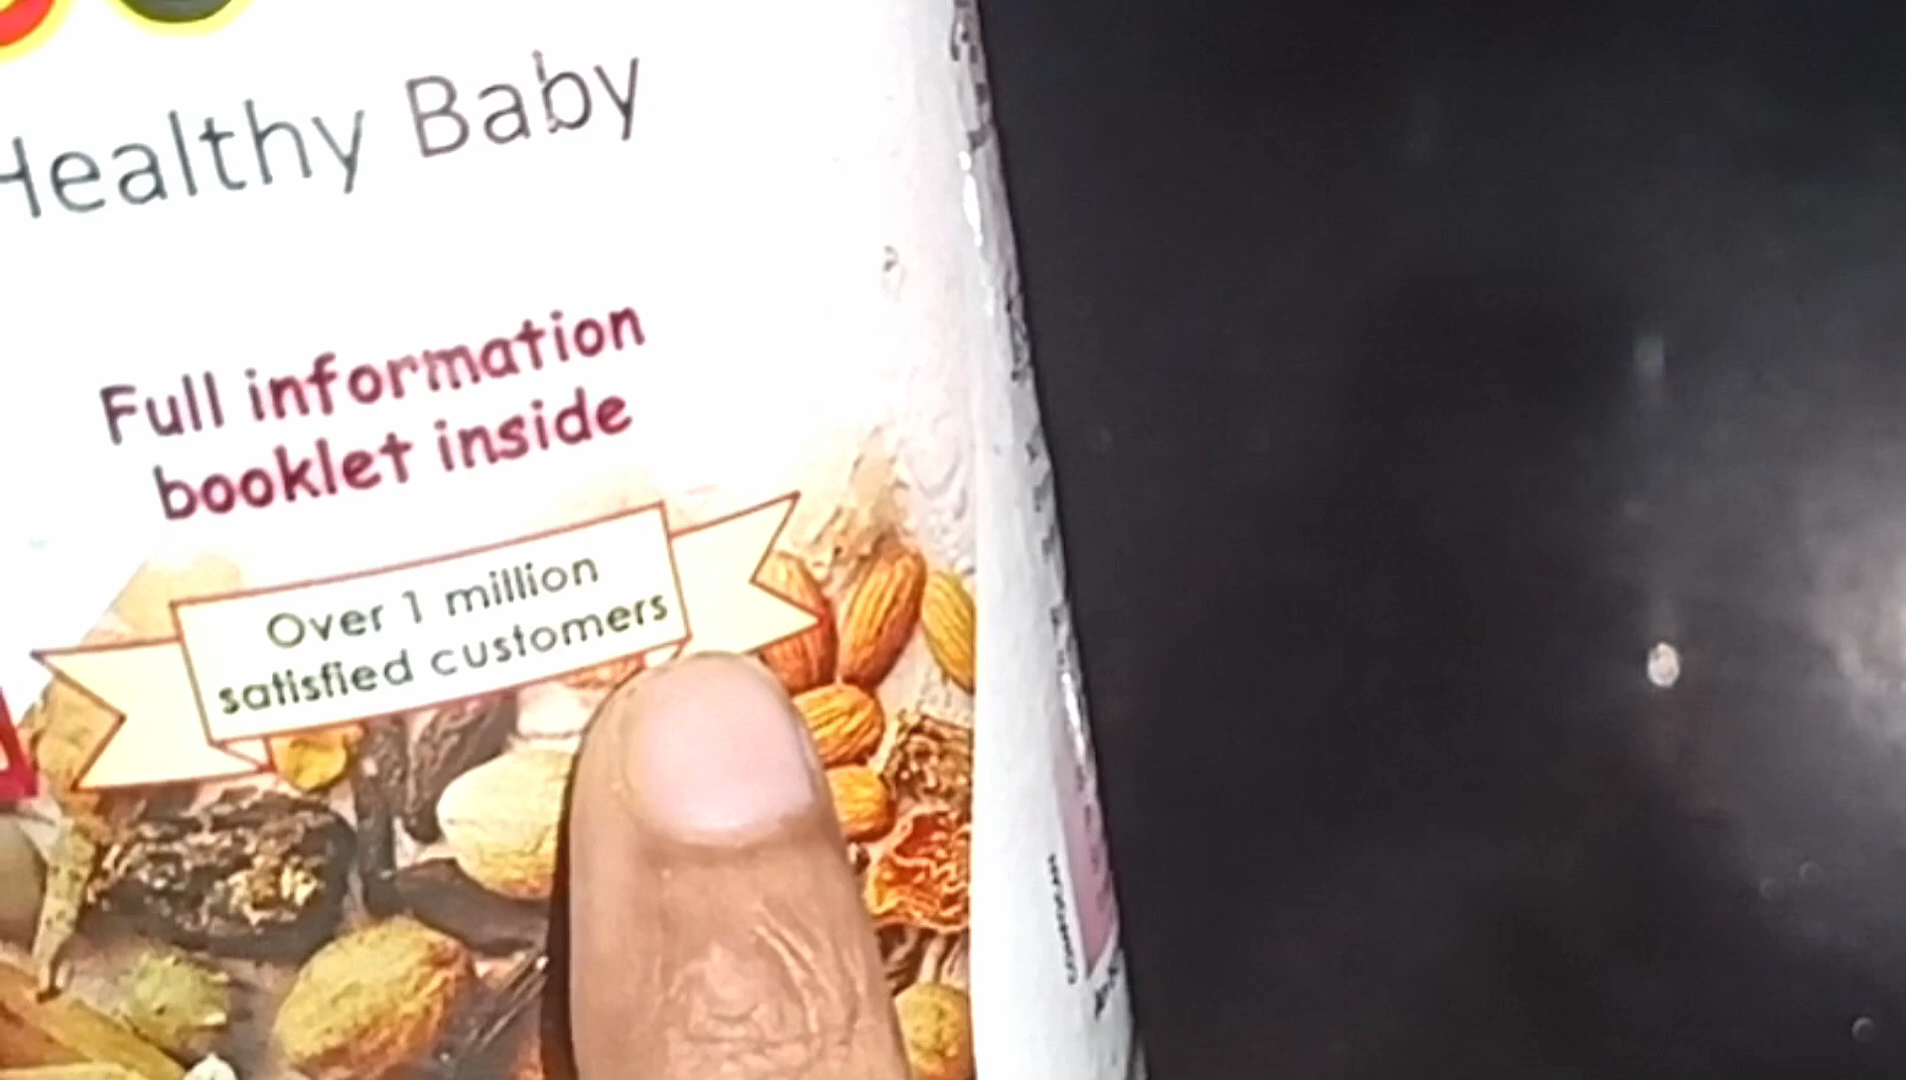 Healthy Baby
Full information
booklet inside
Over 1 million
satisfied customers